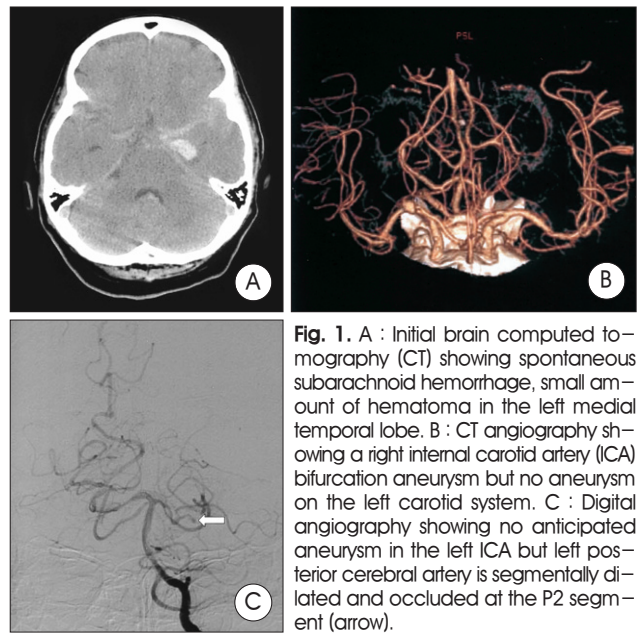 PSL
A
B
C
Fig. 1. A : Initial brain computed to-
mography (CT) showing spontaneous
subarachnoid hemorrhage, small am-
ount of hematoma in the left medial
temporal lobe. B : CT angiography sh-
owing a right internal carotid artery (ICA)
bifurcation aneurysm but no aneurysm
on the left carotid system. C : Digital
angiography showing no anticipated
aneurysm in the left ICA but left pos-
terior cerebral artery is segmentally di-
lated and occluded at the P2 segm-
ent (arrow).